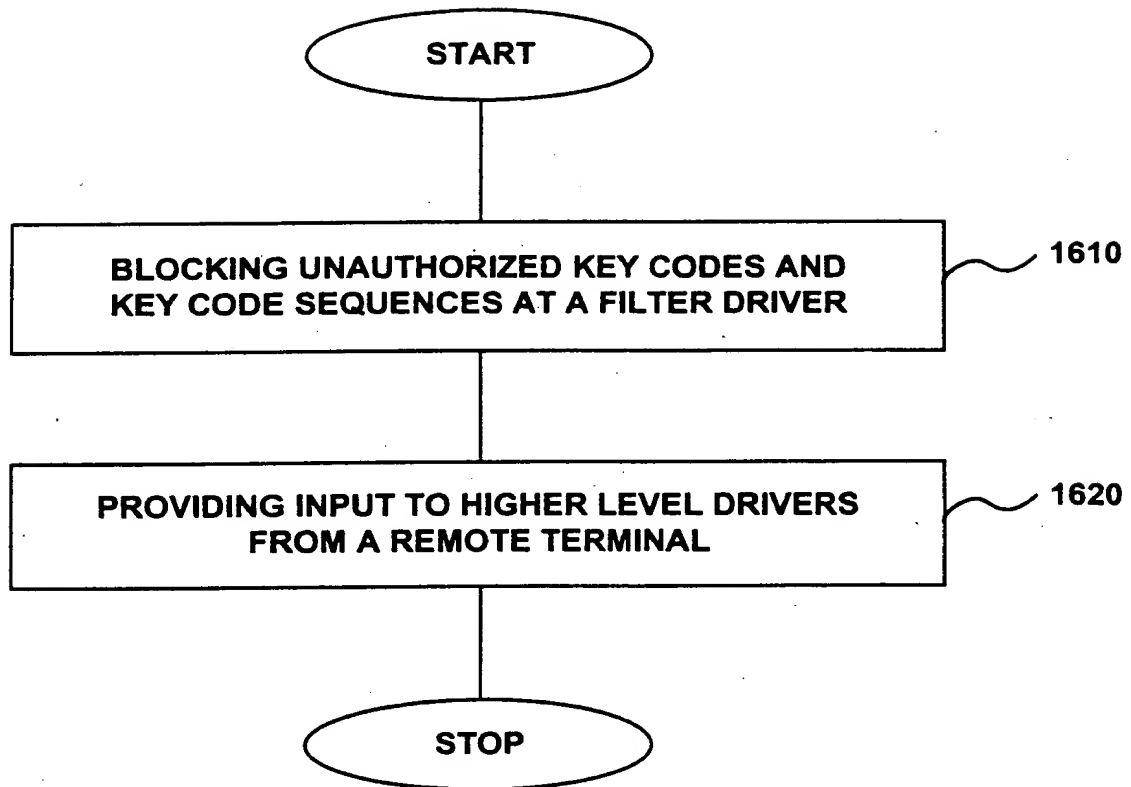 START
BLOCKING UNAUTHORIZED KEY CODES AND
KEY CODE SEQUENCES AT A FILTER DRIVER
1610
PROVIDING INPUT TO HIGHER LEVEL DRIVERS
FROM A REMOTE TERMINAL
1620
STOP